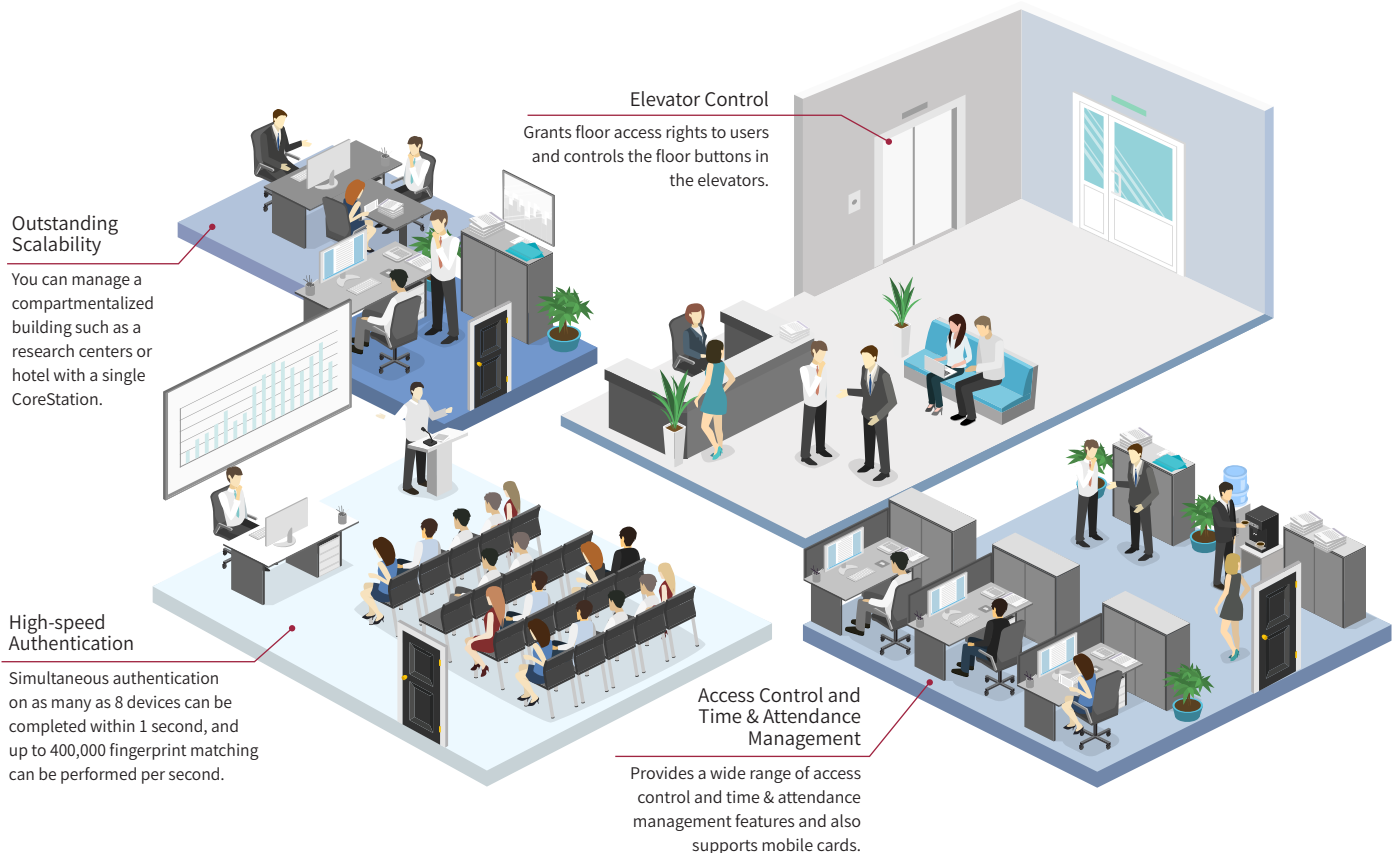 Elevator Control
Grants floor access rights to users
and controls the floor buttons in
the elevators.
Outstanding
Scalability
You can manage a
compartmentalized
building such as a
research centers or
hotel with a single
CoreStation.
High-speed
Authentication
Simultaneous authentication
on as many as 8 devices can be
completed within 1 second, and
up to 400,000 fingerprint matching
can be performed per second.
Access Control and
Time & Attendance
Management
Provides a wide range of access
control and time & attendance
management features and also
supports mobile cards.